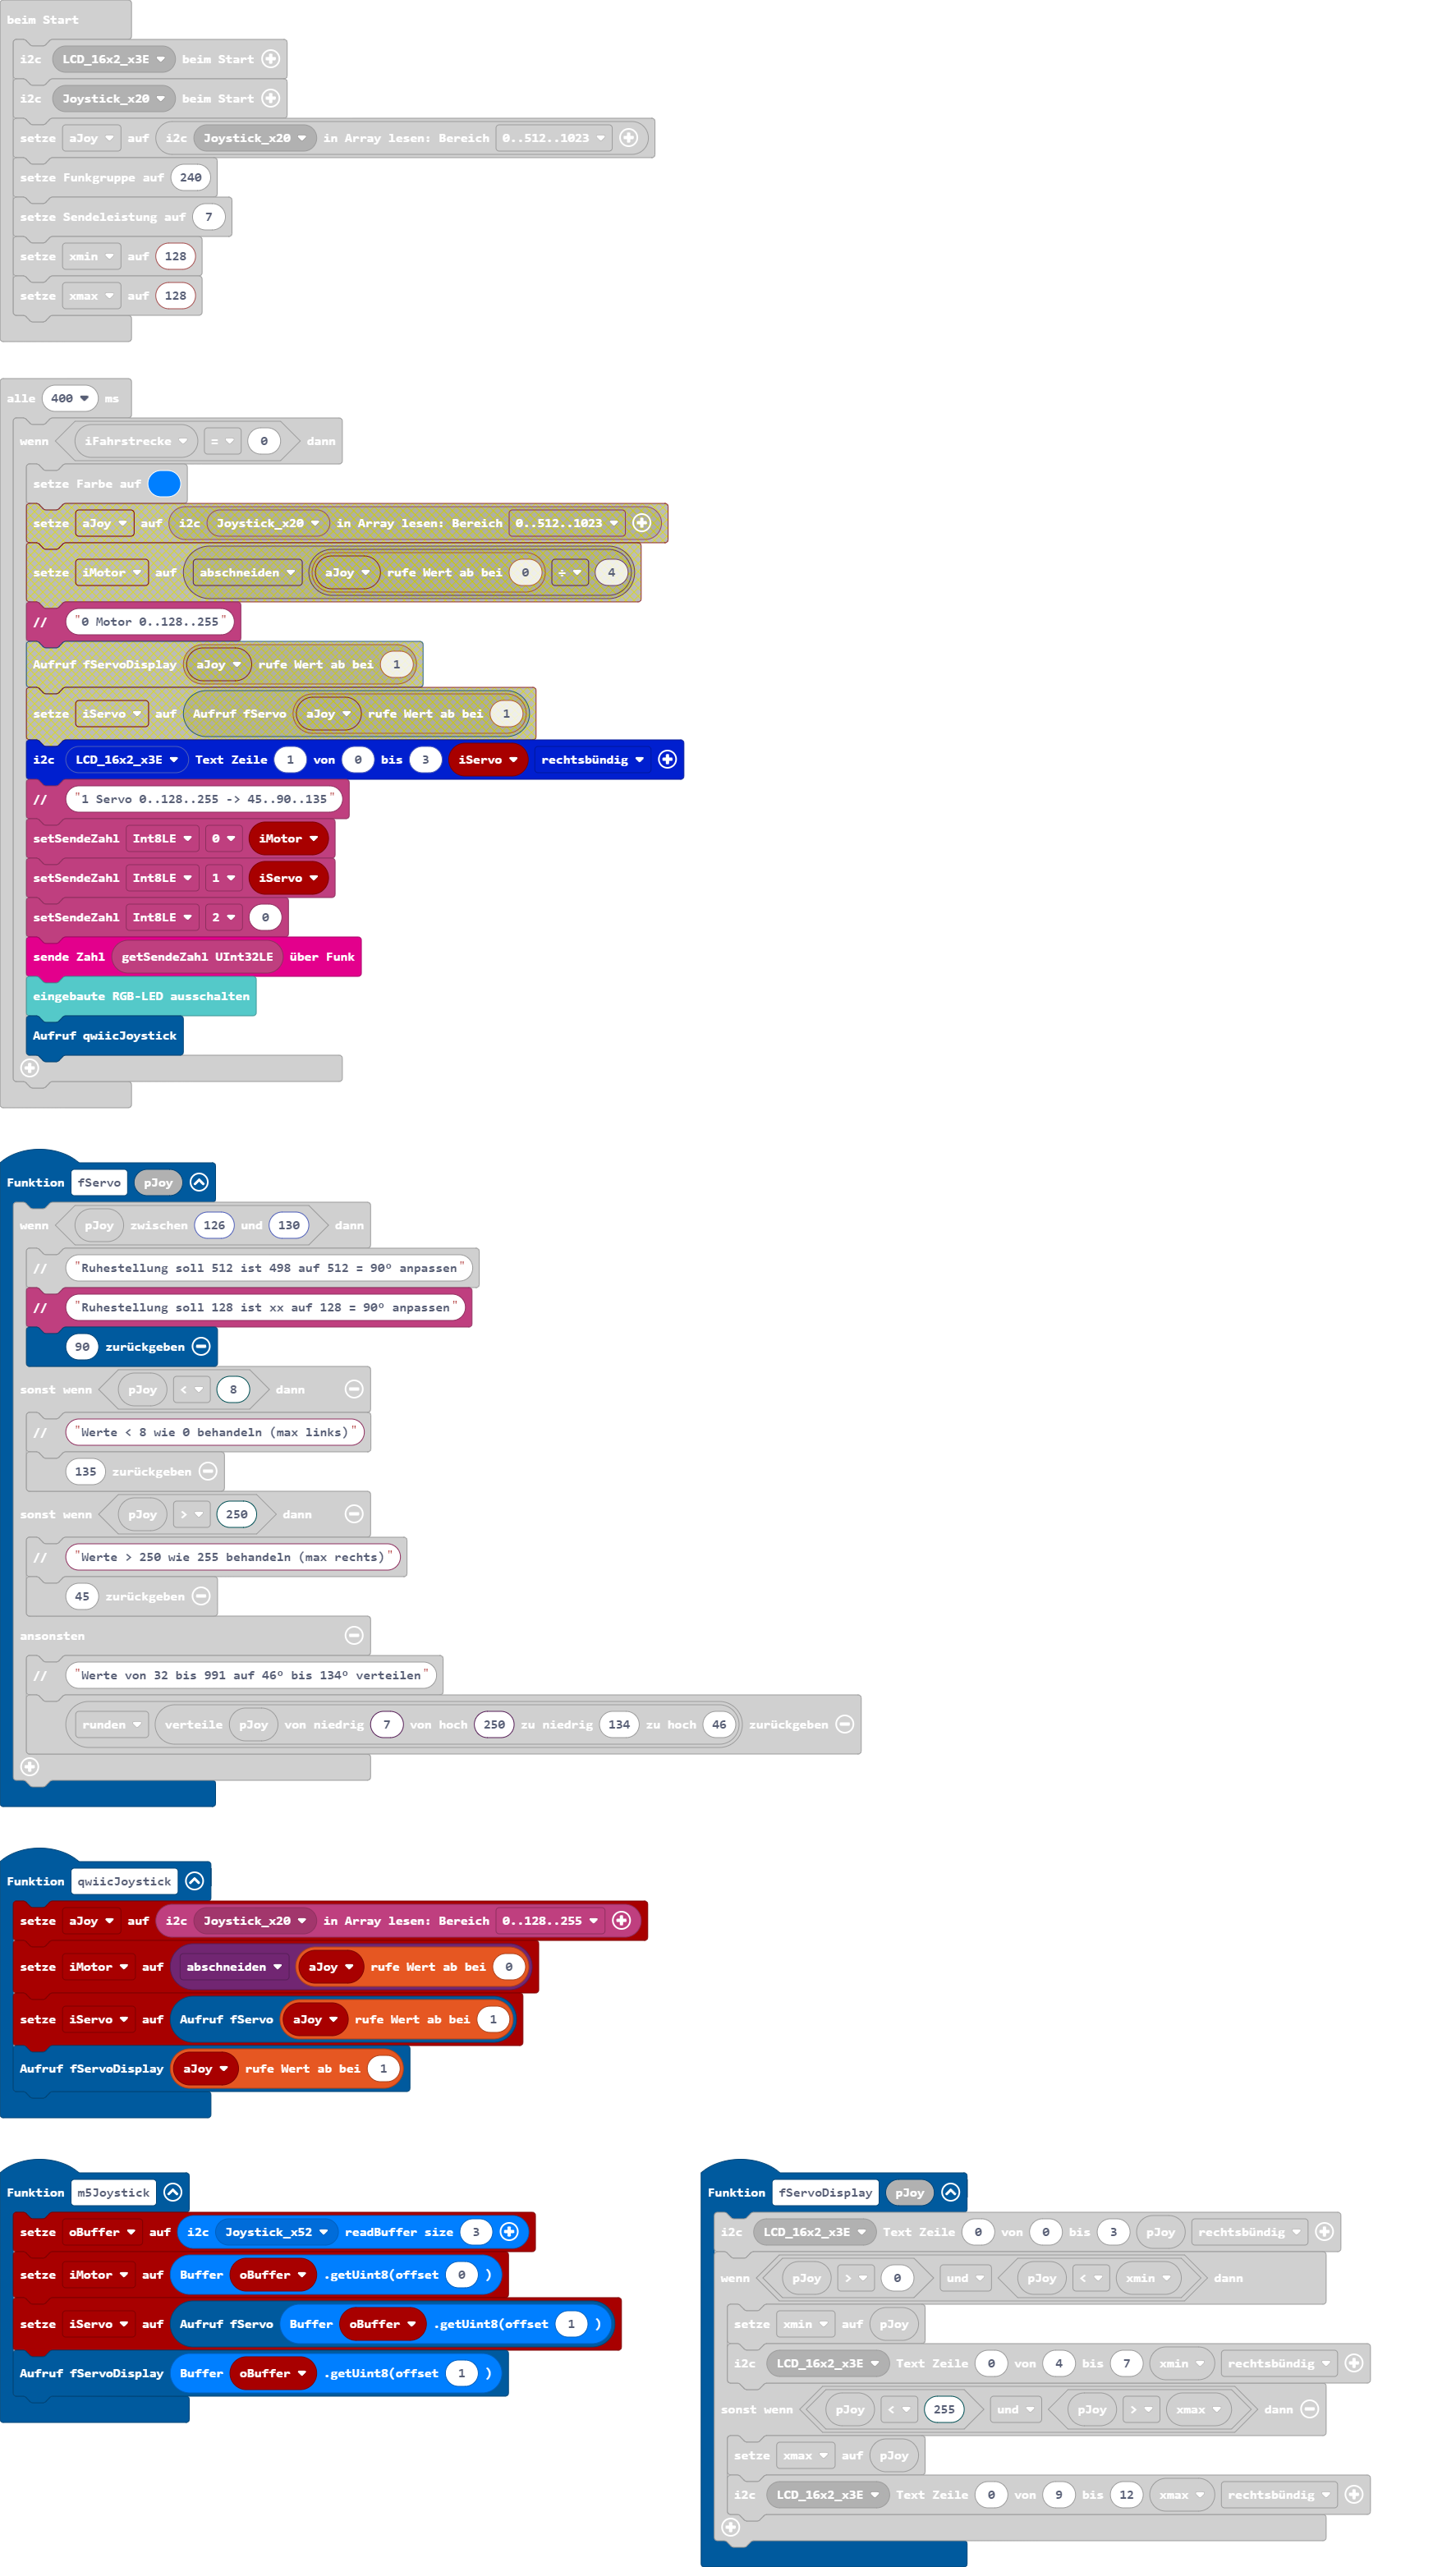 beim Start
i2c LCD_16x2_x3E beim Start
i2c Joystick_x20 beim Start
setze aJoy auf i2c Joystick_x20 in Array lesen: Bereich 0..512..1023
setze Funkgruppe auf 240
setze Sendeleistung auf 7
setze xmin auf 128
setze xmax auf 128
alle 400 ms
wenn iFahrstrecke = 0 dann
setze Farbe auf
setze aJoy auf i2c Joystick_x20 in Array lesen: Bereich 0..512..1023
setze iMotor auf abschneiden aJoy rufe Wert ab bei 0 ÷ 4
// "0 Motor 0..128..255"
Aufruf fServoDisplay aJoy rufe Wert ab bei 1
setze iServo auf Aufruf fServo aJoy rufe Wert ab bei 1
i2c LCD_16x2_x3E Text Zeile 1 von 0 bis 3 iServo rechtsbündig
// "1 Servo 0..128..255 -> 45..90..135"
setSendeZahl Int8LE 0 iMotor
setSendeZahl Int8LE 1 iServo
setSendeZahl Int8LE 2 0
sende Zahl getSendeZahl UInt32LE über Funk
eingebaute RGB-LED ausschalten
Aufruf qwiicJoystick
Funktion fServo pJoy
wenn pJoy zwischen 126 und 130 dann
// "Ruhestellung soll 512 ist 498 auf 512 = 90° anpassen"
// "Ruhestellung soll 128 ist xx auf 128 = 90° anpassen"
90 zurückgeben
sonst wenn pJoy < 8 dann
// "Werte < 8 wie 0 behandeln (max links)"
135 zurückgeben
sonst wenn pJoy > 250 dann
// "Werte > 250 wie 255 behandeln (max rechts)"
45 zurückgeben
ansonsten
// "Werte von 32 bis 991 auf 46° bis 134° verteilen"
runden verteile pJoy von niedrig 7 von hoch 250 zu niedrig 134 zu hoch 46 zurückgeben
Funktion qwiicJoystick
setze aJoy auf i2c Joystick_x20 in Array lesen: Bereich 0..128..255
setze iMotor auf abschneiden aJoy rufe Wert ab bei 0
setze iServo auf Aufruf fServo aJoy rufe Wert ab bei 1
Aufruf fServoDisplay aJoy rufe Wert ab bei 1
Funktion m5Joystick
setze oBuffer auf i2c Joystick_x52 readBuffer size 3
setze iMotor auf Buffer oBuffer .getUint8(offset 0 )
setze iServo auf Aufruf fServo Buffer oBuffer .getUint8(offset 1 )
Aufruf fServoDisplay Buffer oBuffer .getUint8(offset 1 )
Funktion fServoDisplay pJoy
i2c LCD_16x2_x3E Text Zeile 0 von 0 bis 3 pJoy rechtsbündig
wenn pJoy > 0 und pJoy < xmin dann
setze xmin auf pJoy
i2c LCD_16x2_x3E Text Zeile 0 von 4 bis 7 xmin rechtsbündig
sonst wenn pJoy < 255 und pJoy > xmax dann
setze xmax auf pJoy
i2c LCD_16x2_x3E Text Zeile 0 von 9 bis 12 xmax rechtsbündig